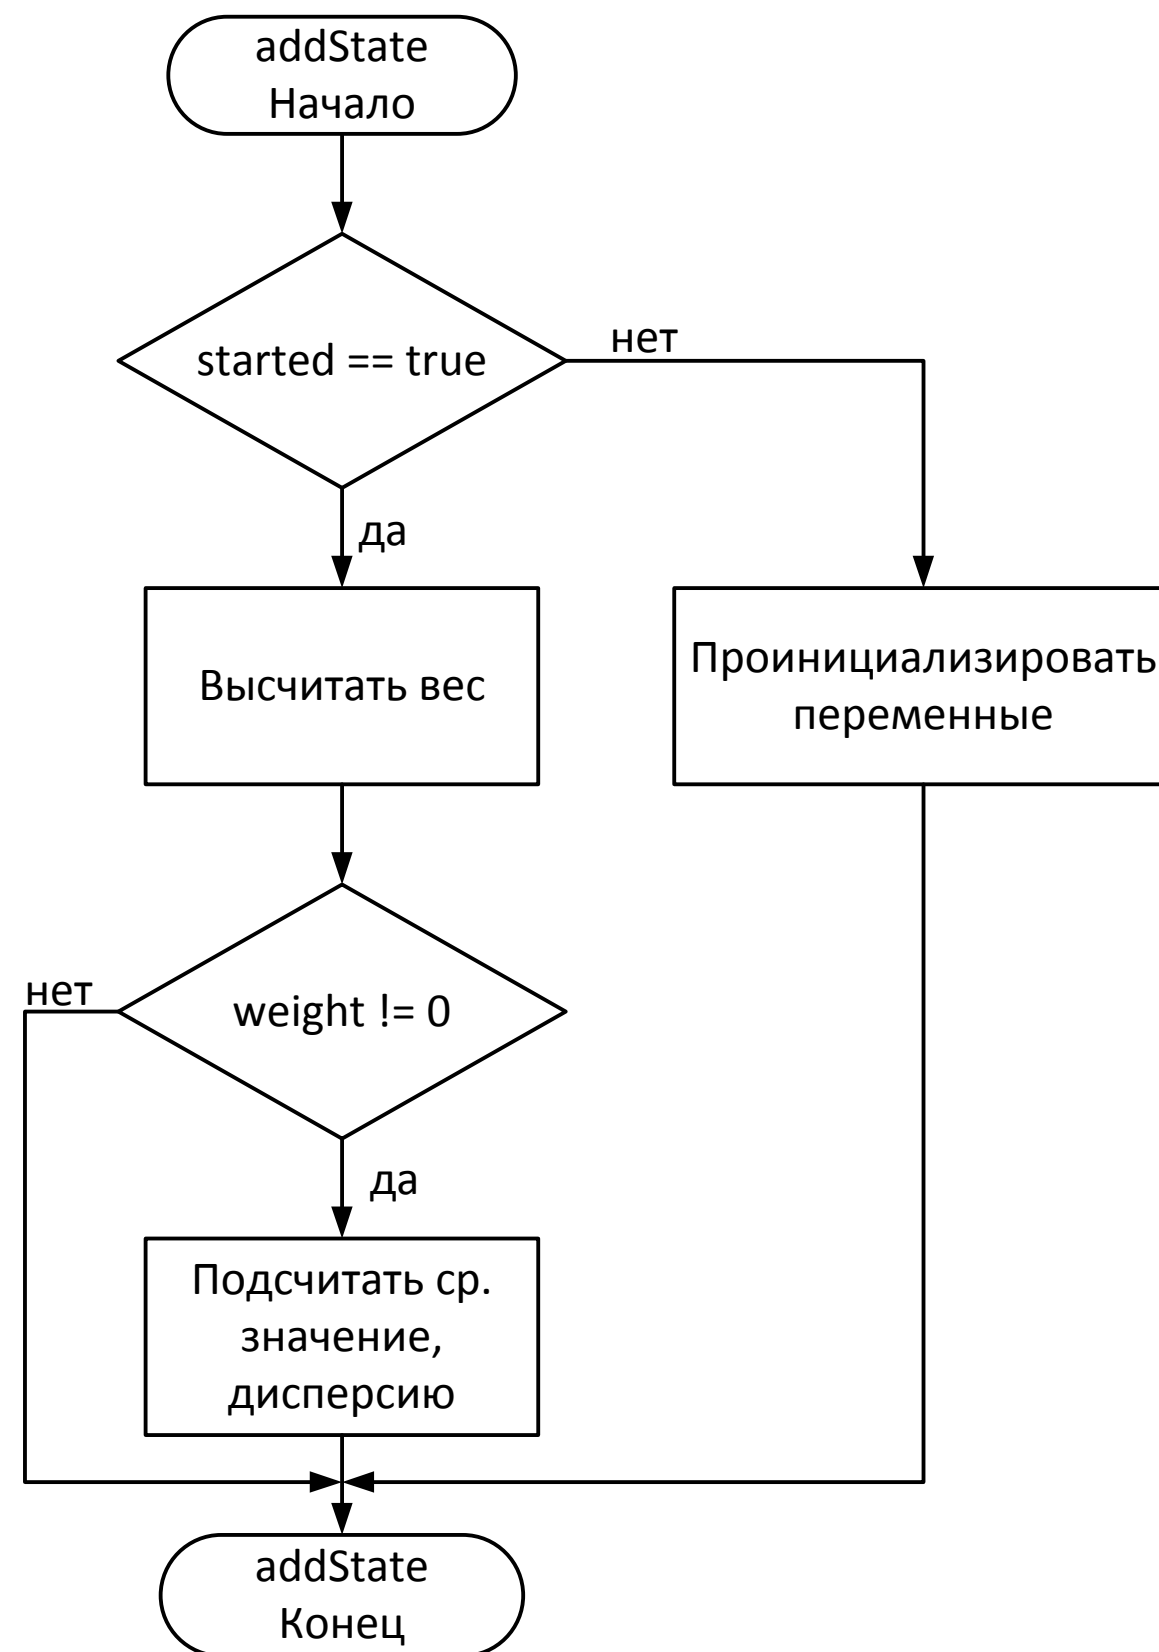 addState
Начало
started == true
нет
да
Высчитать вес
Проинициализировать
переменные
weight != 0
нет
да
Подсчитать ср.
значение,
дисперсию
addState
Конец